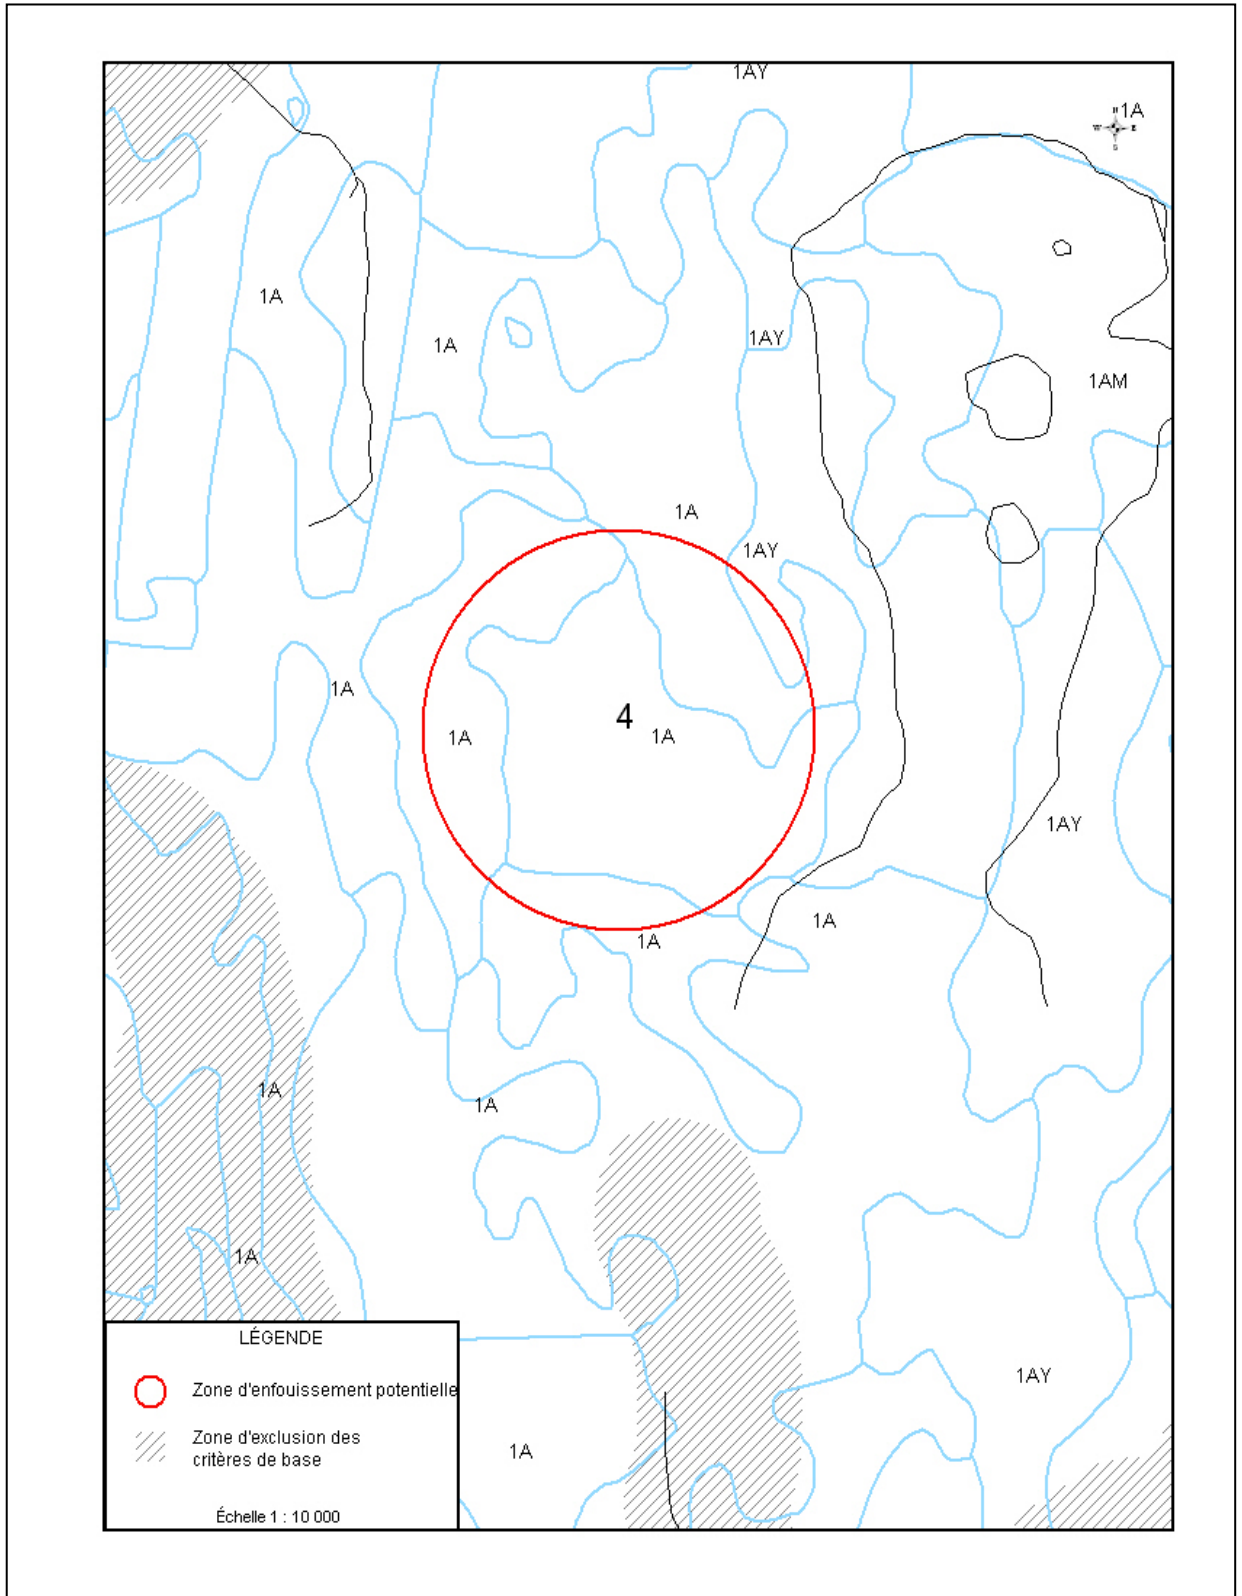 1AY
1A
N
W E
S
1A
1A
1AY
1AM
1A
1AY
1A
4
1A
1A
1AY
1A
1A
1A
1A
1A
1AY
1A
LÉGENDE
Zone d'enfouissement potentielle
Zone d'exclusion des
critères de base
Échelle 1 : 10 000